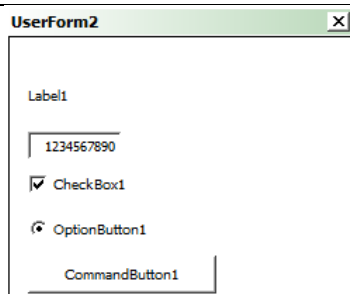 UserForm2
Label1
1234567890
CheckBox1
OptionButton1
CommandButton1